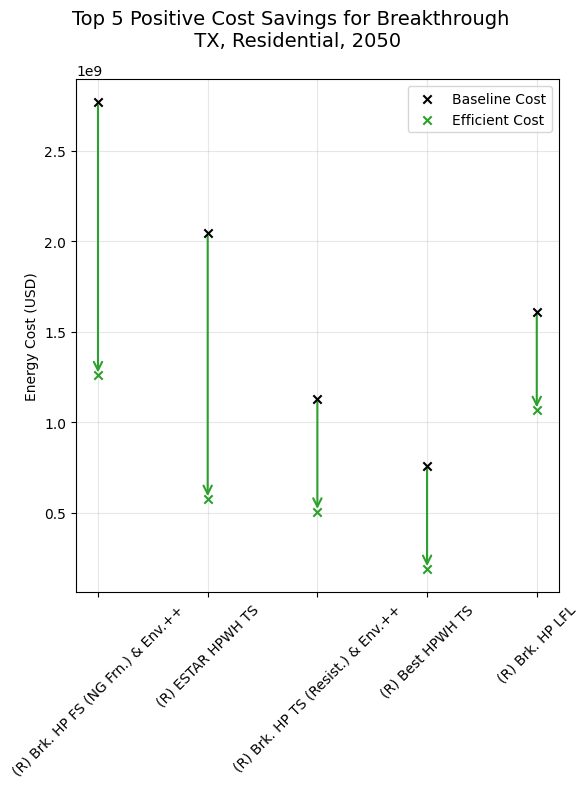 Top 5 Positive Cost Savings for Breakthrough
TX, Residential, 2050
1e9
Baseline Cost
Efficient Cost
2.5
2.0
1.5
1.0
0.5
Energy Cost (USD)
(R) Brk. HP FS (NG Frn.) & Env.++
(R) ESTAR HPWH TS
(R) Brk. HP TS (Resist.) & Env.++
(R) Best HPWH TS
(R) Brk. HP LFL